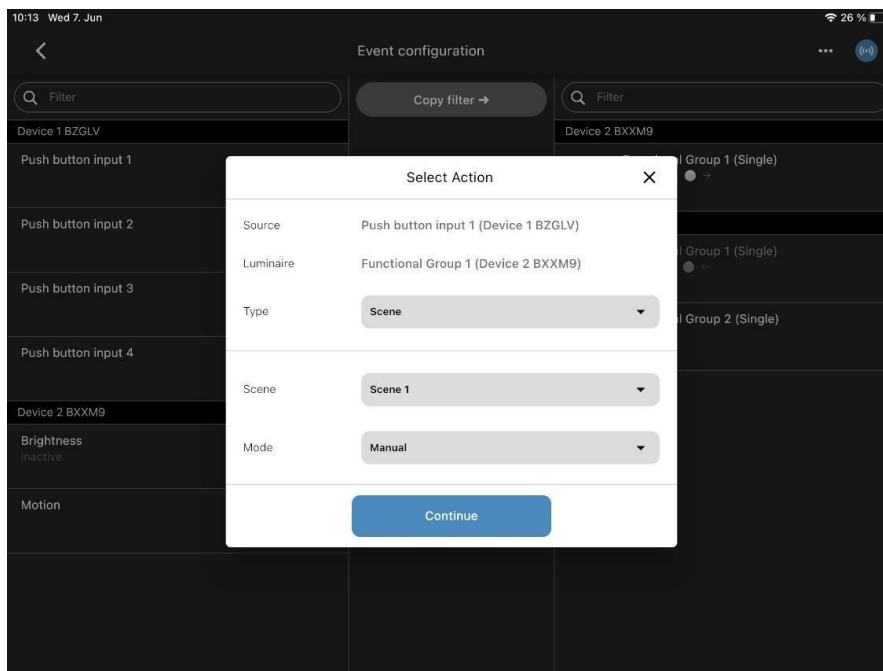 10:13 Wed 7. Jun
26 %
Event configuration
Filter
Copy filter →
Filter
Device 1 BZGLV
Device 2 BXXM9
Push button input 1
Group 1 (Single)
Push button input 2
Group 1 (Single)
Push button input 3
Group 2 (Single)
Push button input 4
Device 2 BXXM9
Brightness
inactive
Motion
Select Action
Source
Push button input 1 (Device 1 BZGLV)
Luminaire
Functional Group 1 (Device 2 BXXM9)
Type
Scene
Scene
Scene 1
Mode
Manual
Continue